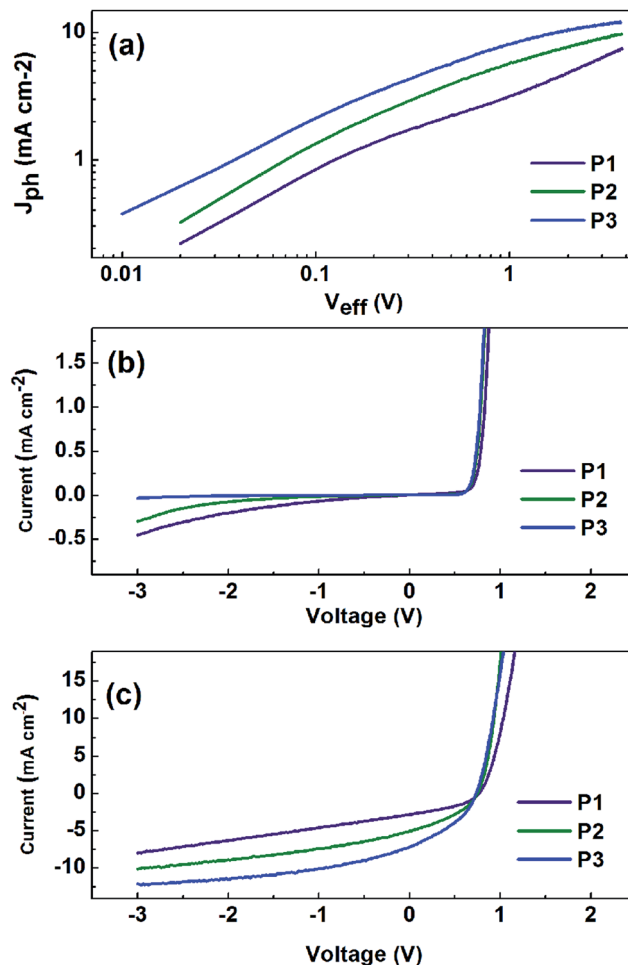 (a)
J_ph (mA cm-2)
10
1
P1
P2
P3
0.01 0.1 1
V_eff (V)
(b)
Current (mA cm^-2)
1.5
1.0
0.5
0.0
-0.5
P1
P2
P3
-3 -2 -1 0 1 2
Voltage (V)
(c)
Current (mA cm^-2)
15
10
5
0
-5
-10
P1
P2
P3
-3 -2 -1 0 1 2
Voltage (V)